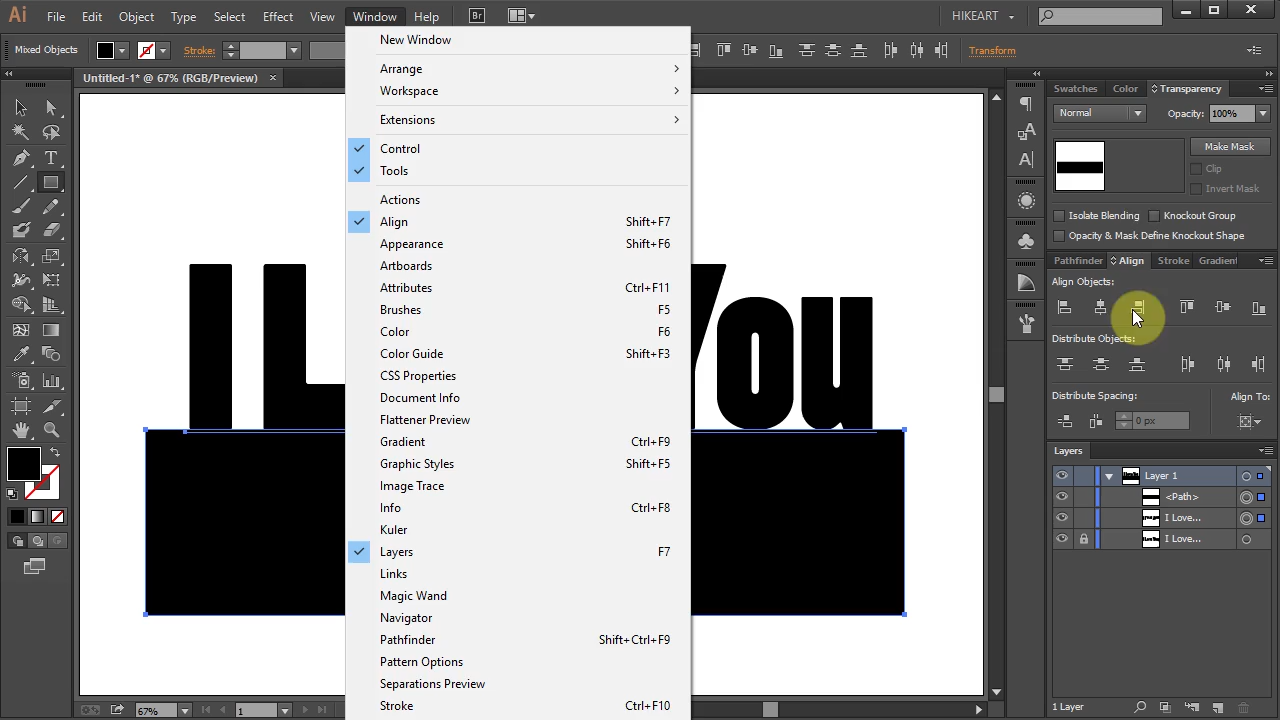 Ai File Edit Object Type Select Effect View Window Help Br HIKEART
Mixed Objects Stroke: Transform
Untitled-1* @ 67% (RGB/Preview) ×
New Window
Arrange
Workspace
Extensions
Control
Tools
Actions
Align Shift+F7
Appearance Shift+F6
Artboards
Attributes Ctrl+F11
Brushes F5
Color F6
Color Guide Shift+F3
CSS Properties
Document Info
Flattener Preview
Gradient Ctrl+F9
Graphic Styles Shift+F5
Image Trace
Info Ctrl+F8
Kuler
Layers F7
Links
Magic Wand
Navigator
Pathfinder Shift+Ctrl+F9
Pattern Options
Separations Preview
Stroke Ctrl+F10
I L
You
Swatches Color Transparency
Normal Opacity: 100%
Make Mask
Clip
Invert Mask
Isolate Blending Knockout Group
Opacity & Mask Define Knockout Shape
Pathfinder Align Stroke Gradien
Align Objects:
Distribute Objects:
Distribute Spacing: Align To:
0 px
Layers
Layer 1
<Path>
I Love...
I Love...
1 Layer
67% 1